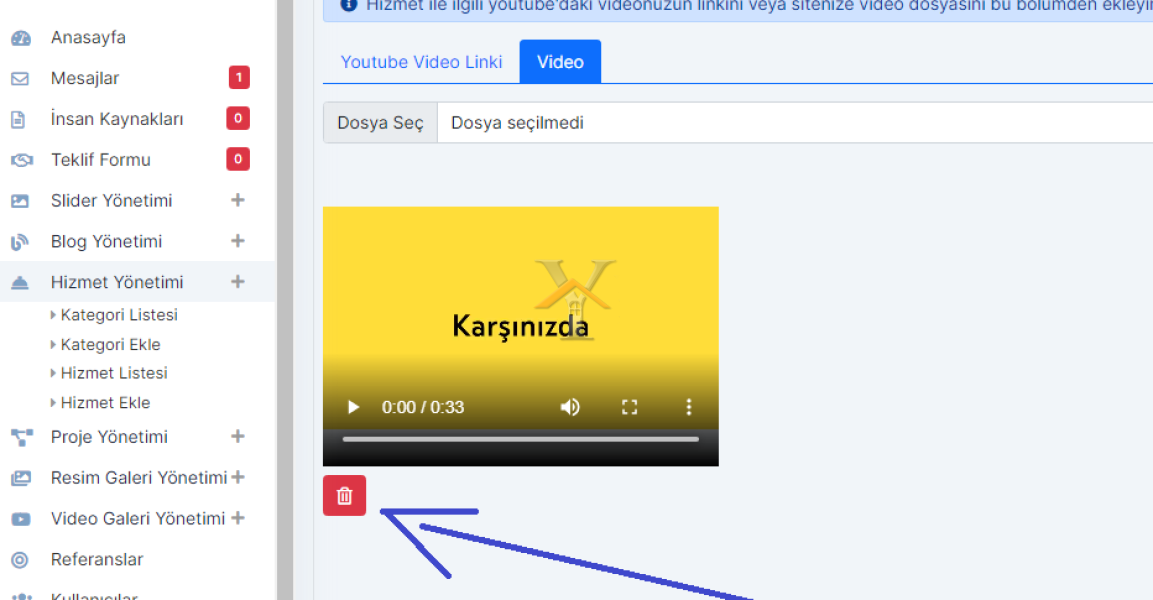 Hizmet ile ilgili youtube'daki videonuzun linkini veya sitenize video dosyasını bu bölümden
Anasayfa
Youtube Video Linki Video
Mesajlar 1
İnsan Kaynakları 0
Dosya Seç Dosya seçilmedi
Teklif Formu 0
Slider Yönetimi +
Blog Yönetimi +
Hizmet Yönetimi +
Kategori Listesi
Karşınızda
Kategori Ekle
Hizmet Listesi
Hizmet Ekle
0:00 / 0:33
Proje Yönetimi +
Resim Galeri Yönetimi +
Video Galeri Yönetimi +
Referanslar
Kullanıcılar